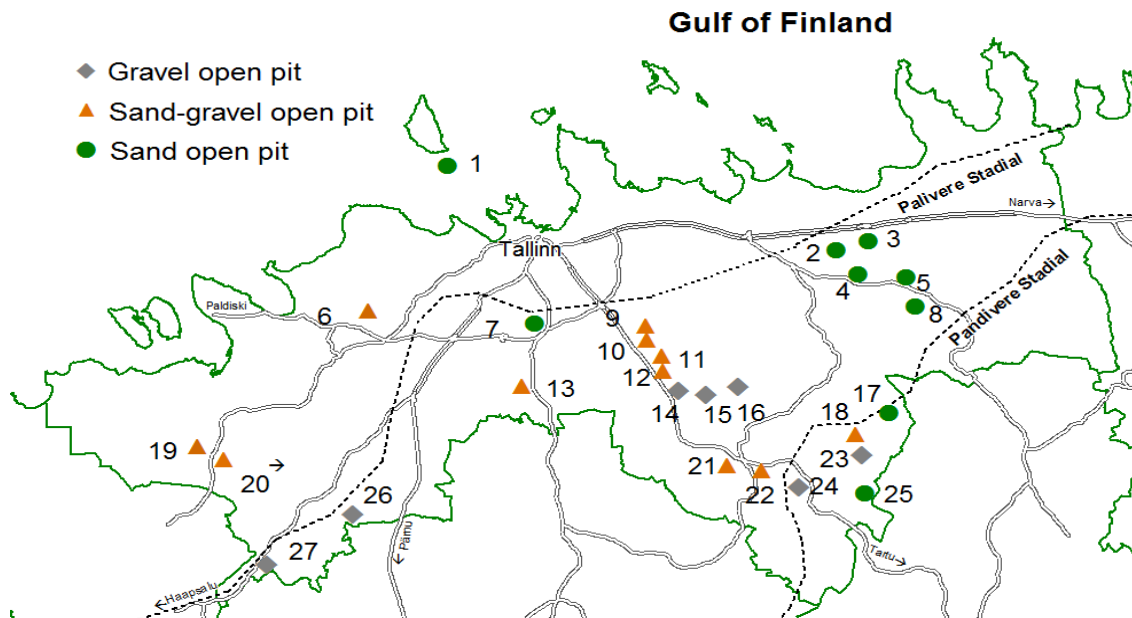 Gulf of Finland
Gravel open pit
Sand-gravel open pit
Sand open pit
1
Palivere Stadial
Narva→
Tallinn
2
3
4
5
Pandivere Stadial
Paldiski
6
7
8
9
10
11
12
13
14
15
16
17
18
19
20
21
22
23
24
25
26
27
←Pärnu
Tartu→
←Haapsalu